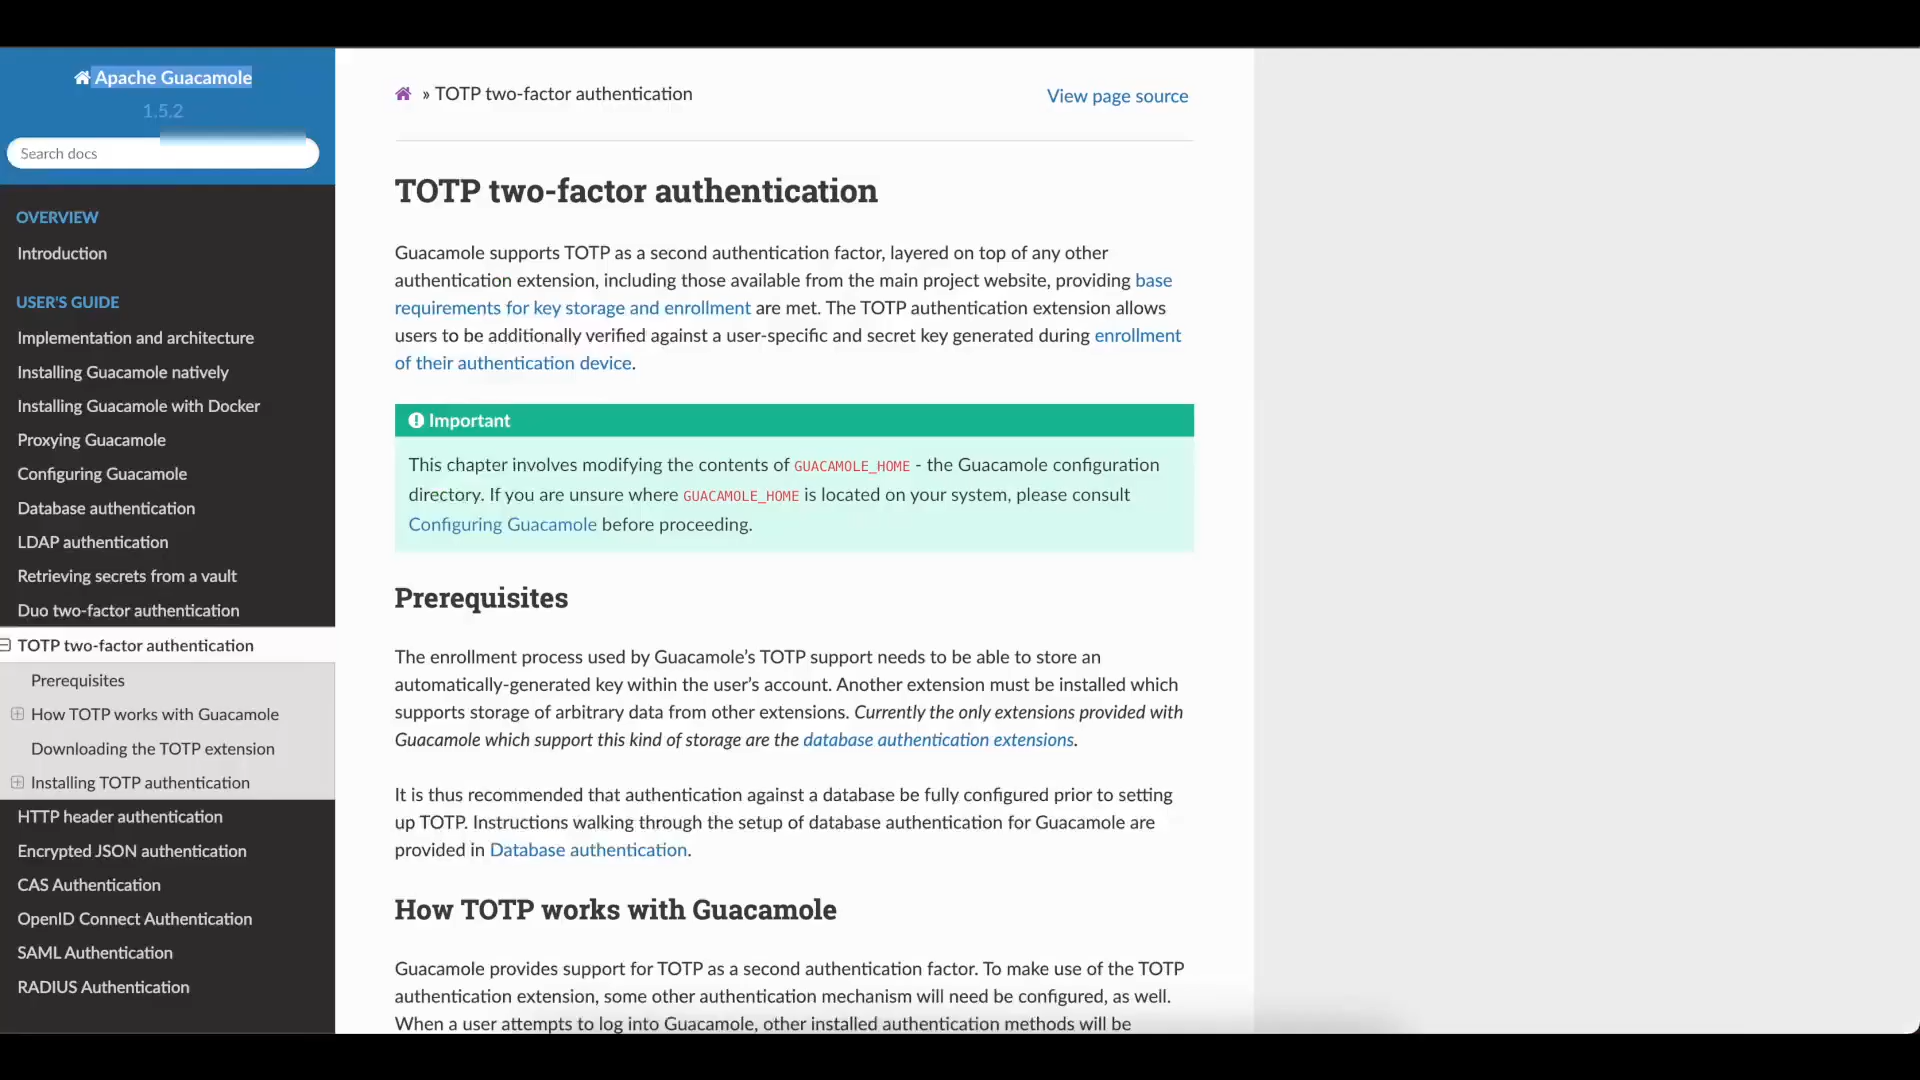 Apache Guacamole
1.5.2
Search docs
OVERVIEW
Introduction
USER'S GUIDE
Implementation and architecture
Installing Guacamole natively
Installing Guacamole with Docker
Proxying Guacamole
Configuring Guacamole
Database authentication
LDAP authentication
Retrieving secrets from a vault
Duo two-factor authentication
TOTP two-factor authentication
Prerequisites
How TOTP works with Guacamole
Downloading the TOTP extension
Installing TOTP authentication
HTTP header authentication
Encrypted JSON authentication
CAS Authentication
OpenID Connect Authentication
SAML Authentication
RADIUS Authentication
» TOTP two-factor authentication
View page source
TOTP two-factor authentication
Guacamole supports TOTP as a second authentication factor, layered on top of any other
authentication extension, including those available from the main project website, providing base
requirements for key storage and enrollment are met. The TOTP authentication extension allows
users to be additionally verified against a user-specific and secret key generated during enrollment
of their authentication device.
Important
This chapter involves modifying the contents of GUACAMOLE_HOME - the Guacamole configuration
directory. If you are unsure where GUACAMOLE_HOME is located on your system, please consult
Configuring Guacamole before proceeding.
Prerequisites
The enrollment process used by Guacamole’s TOTP support needs to be able to store an
automatically-generated key within the user’s account. Another extension must be installed which
supports storage of arbitrary data from other extensions. Currently the only extensions provided with
Guacamole which support this kind of storage are the database authentication extensions.
It is thus recommended that authentication against a database be fully configured prior to setting
up TOTP. Instructions walking through the setup of database authentication for Guacamole are
provided in Database authentication.
How TOTP works with Guacamole
Guacamole provides support for TOTP as a second authentication factor. To make use of the TOTP
authentication extension, some other authentication mechanism will need be configured, as well.
When a user attempts to log into Guacamole, other installed authentication methods will be